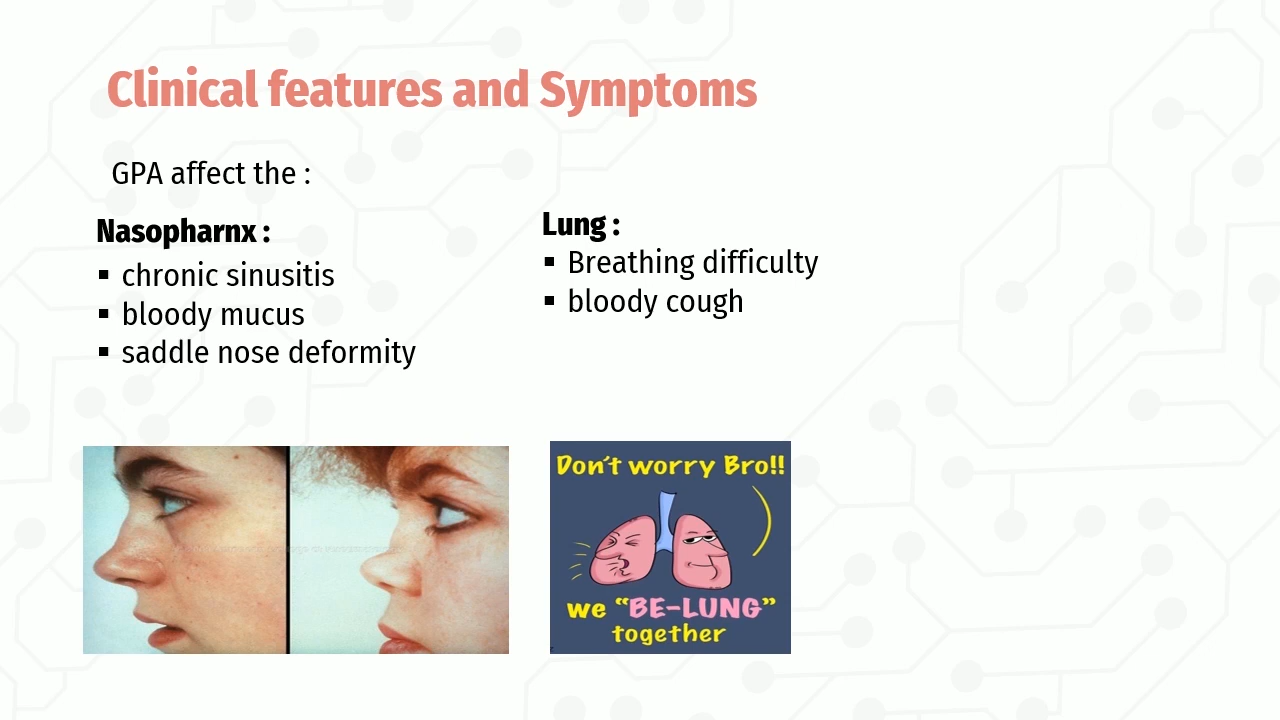 Clinical features and Symptoms
GPA affect the :
Nasopharnx :
▪ chronic sinusitis
▪ bloody mucus
▪ saddle nose deformity
Lung :
▪ Breathing difficulty
▪ bloody cough
Don't worry Bro!!
we “BE-LUNG”
together